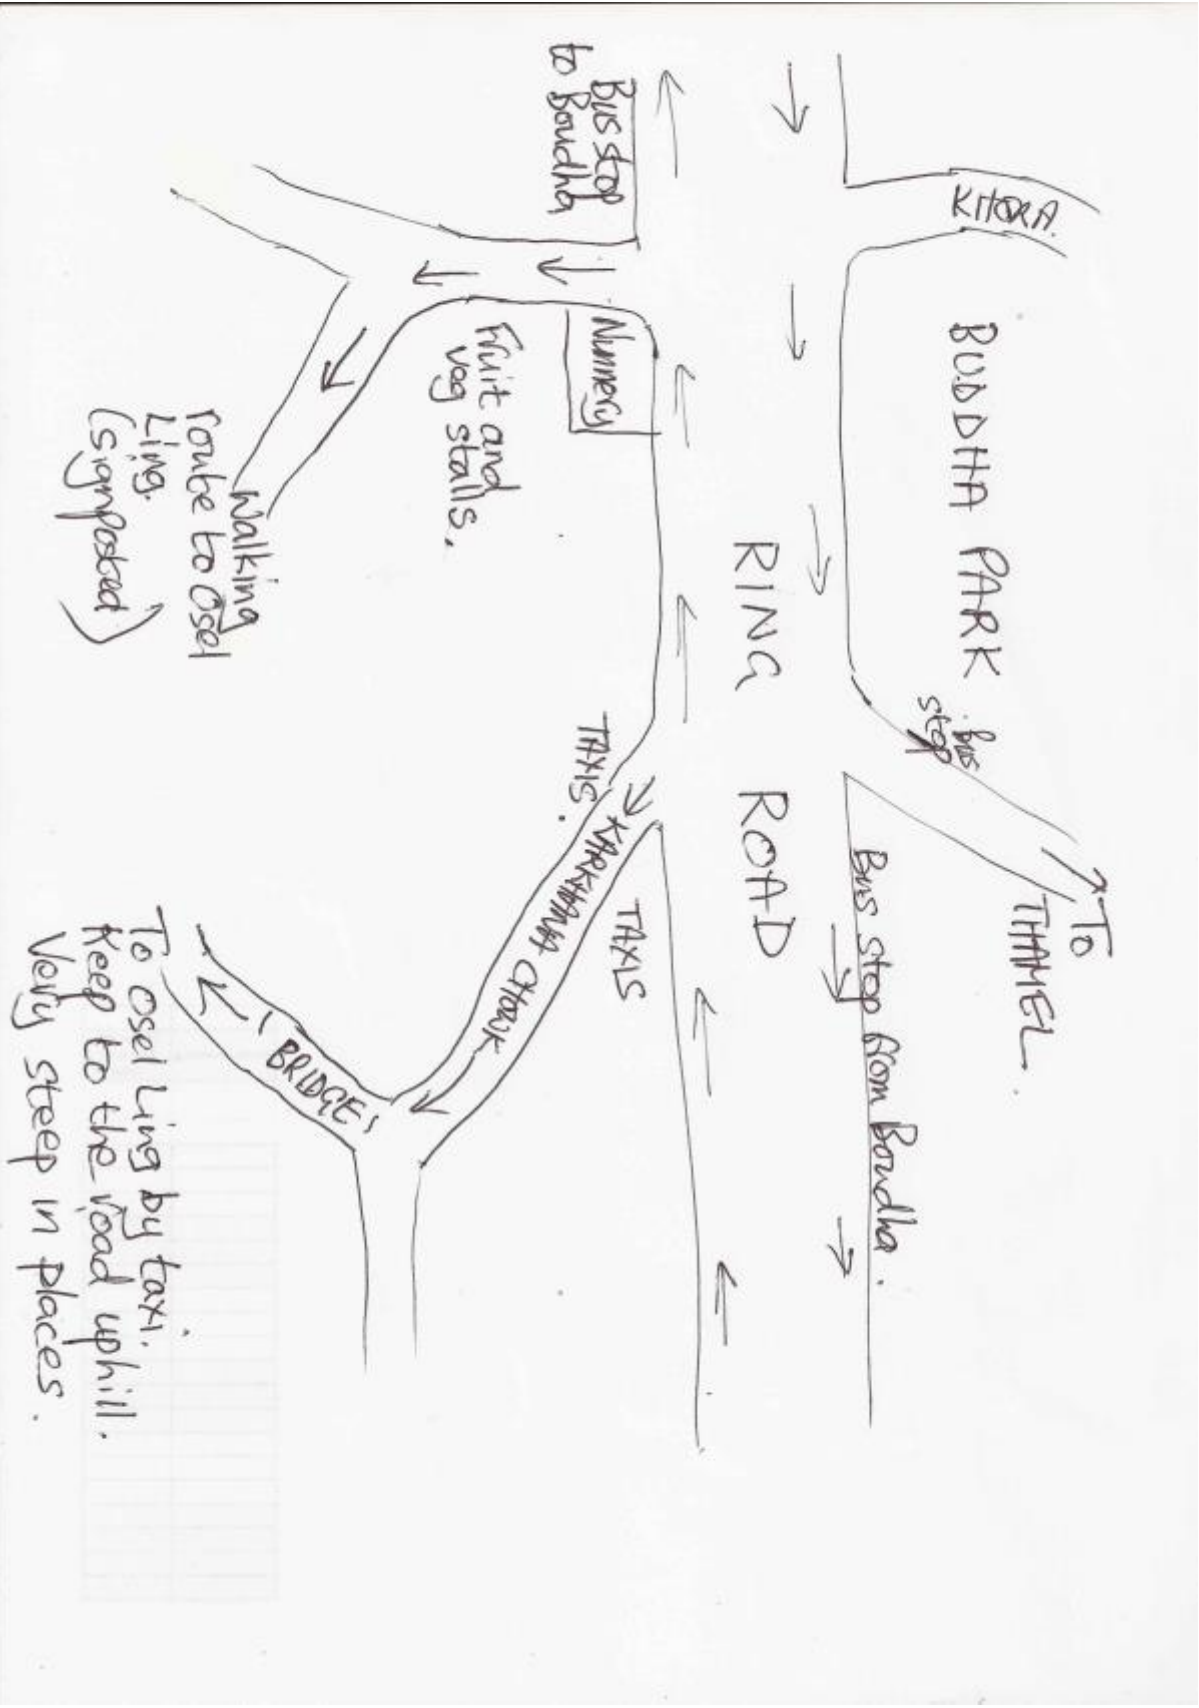 KHORA.
BUDDHA PARK
bus
stop
To
THAMEL
Bus stop from Boudha.
RING ROAD
Bus stop
to Boudha
Nunnery
Fruit and
veg stalls.
TAXIS.
TAXIS
KARKHANA CHOWK
BRIDGE
Walking
route to Osel
Ling.
(signposted)
To Osel Ling by taxi.
Keep to the road uphill.
Very steep in places.